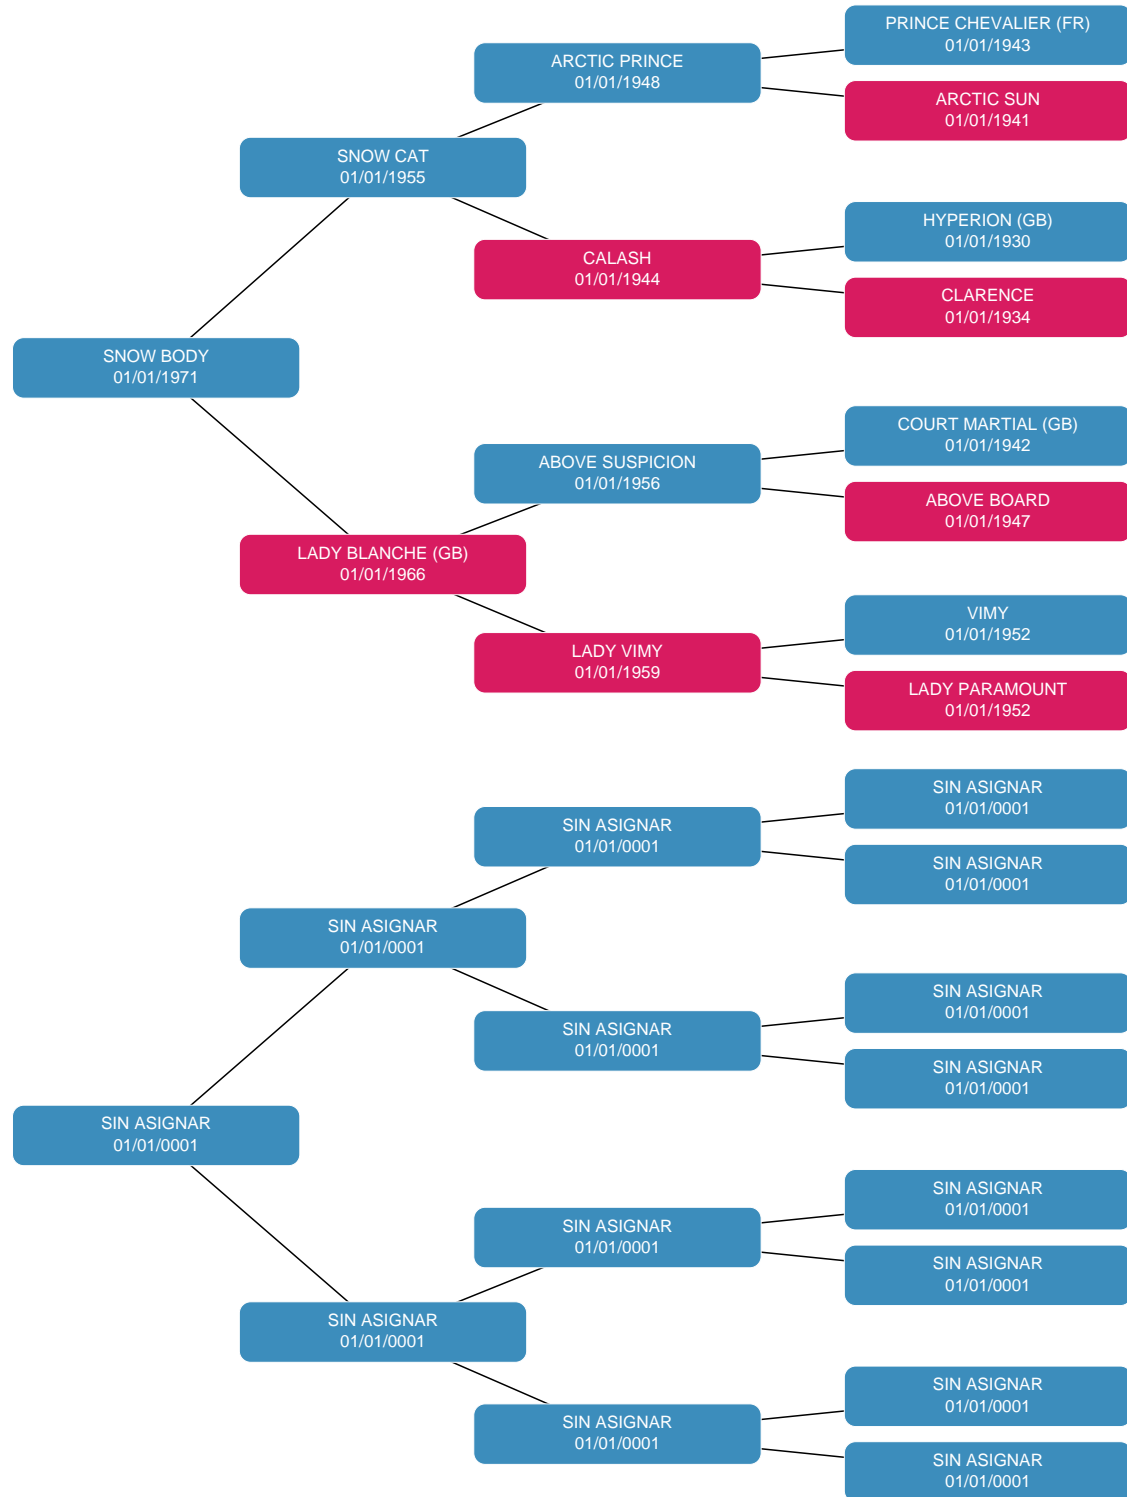 PRINCE CHEVALIER (FR)
01/01/1943
ARCTIC PRINCE
01/01/1948
ARCTIC SUN
01/01/1941
SNOW CAT
01/01/1955
HYPERION (GB)
01/01/1930
CALASH
01/01/1944
CLARENCE
01/01/1934
SNOW BODY
01/01/1971
COURT MARTIAL (GB)
01/01/1942
ABOVE SUSPICION
01/01/1956
ABOVE BOARD
01/01/1947
LADY BLANCHE (GB)
01/01/1966
VIMY
01/01/1952
LADY VIMY
01/01/1959
LADY PARAMOUNT
01/01/1952
SIN ASIGNAR
01/01/0001
SIN ASIGNAR
01/01/0001
SIN ASIGNAR
01/01/0001
SIN ASIGNAR
01/01/0001
SIN ASIGNAR
01/01/0001
SIN ASIGNAR
01/01/0001
SIN ASIGNAR
01/01/0001
SIN ASIGNAR
01/01/0001
SIN ASIGNAR
01/01/0001
SIN ASIGNAR
01/01/0001
SIN ASIGNAR
01/01/0001
SIN ASIGNAR
01/01/0001
SIN ASIGNAR
01/01/0001
SIN ASIGNAR
01/01/0001
SIN ASIGNAR
01/01/0001